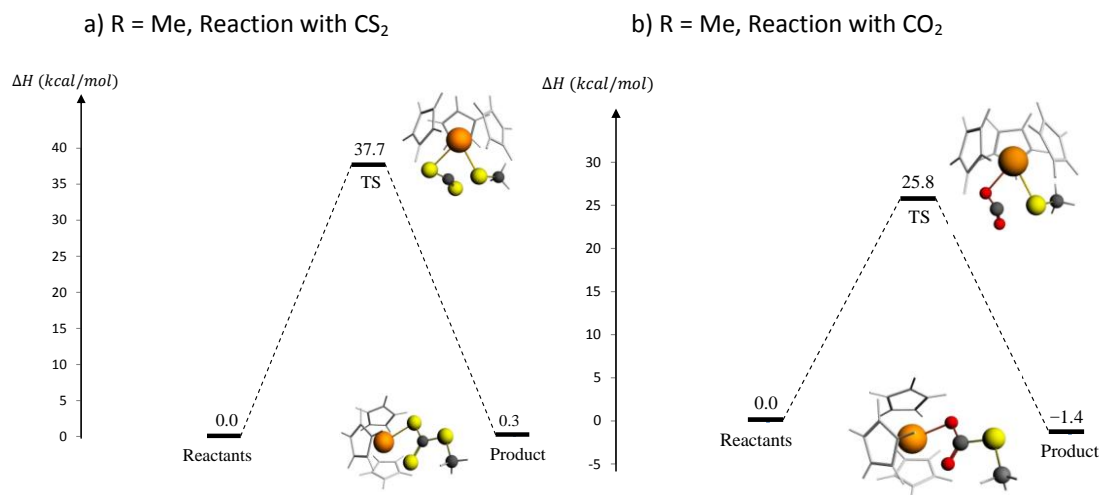 a) R = Me, Reaction with CS₂
ΔH (kcal/mol)
40
35
30
25
20
15
10
5
0
37.7
TS
0.0
Reactants
0.3
Product
b) R = Me, Reaction with CO₂
ΔH (kcal/mol)
30
25
20
15
10
5
0
-5
25.8
TS
0.0
Reactants
−1.4
Product